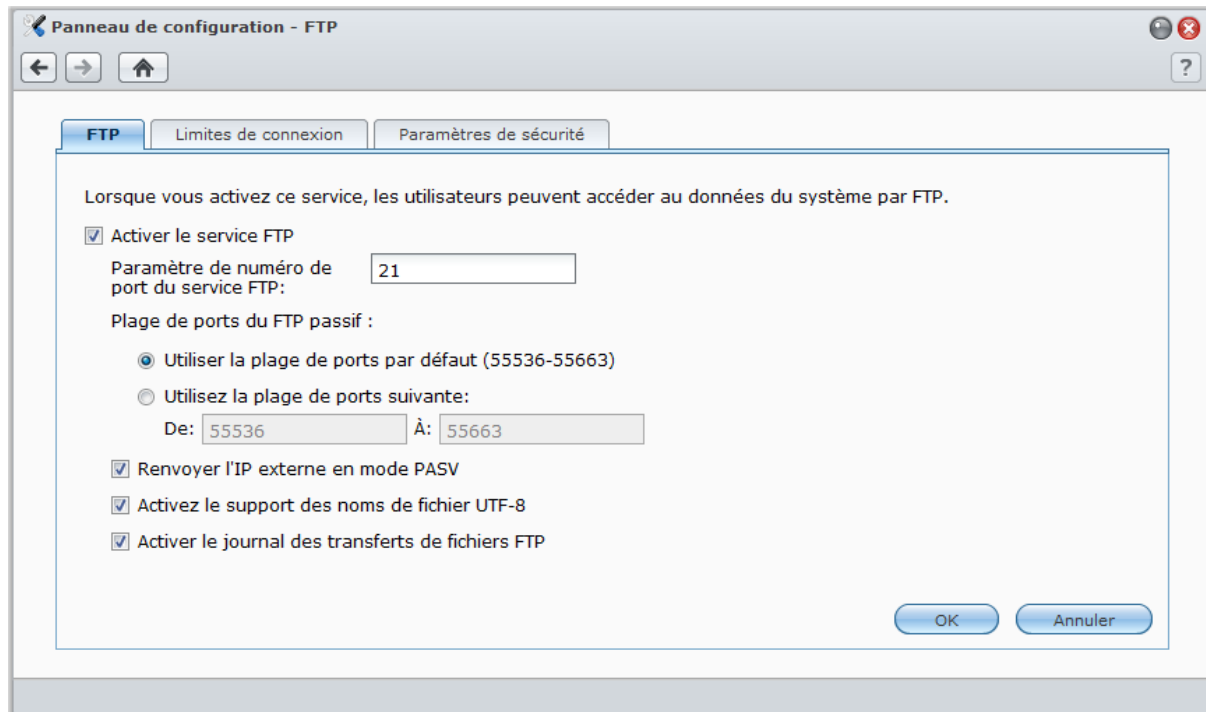 Panneau de configuration - FTP
?
FTP
Limites de connexion
Paramètres de sécurité
Lorsque vous activez ce service, les utilisateurs peuvent accéder au données du système par FTP.
Activer le service FTP
Paramètre de numéro de
port du service FTP:
21
Plage de ports du FTP passif :
Utiliser la plage de ports par défaut (55536-55663)
Utilisez la plage de ports suivante:
De: 55536 À: 55663
Renvoyer l'IP externe en mode PASV
Activez le support des noms de fichier UTF-8
Activer le journal des transferts de fichiers FTP
OK
Annuler